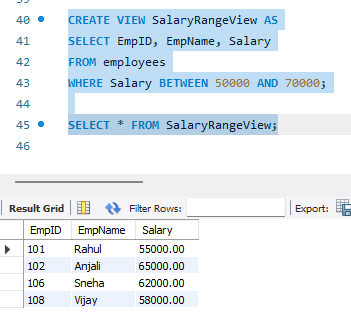 40 CREATE VIEW SalaryRangeView AS
41 SELECT EmpID, EmpName, Salary
42 FROM employees
43 WHERE Salary BETWEEN 50000 AND 70000;
44
45 SELECT * FROM SalaryRangeView;
46
Result Grid Filter Rows: Export:
EmpID EmpName Salary
101 Rahul 55000.00
102 Anjali 65000.00
106 Sneha 62000.00
108 Vijay 58000.00